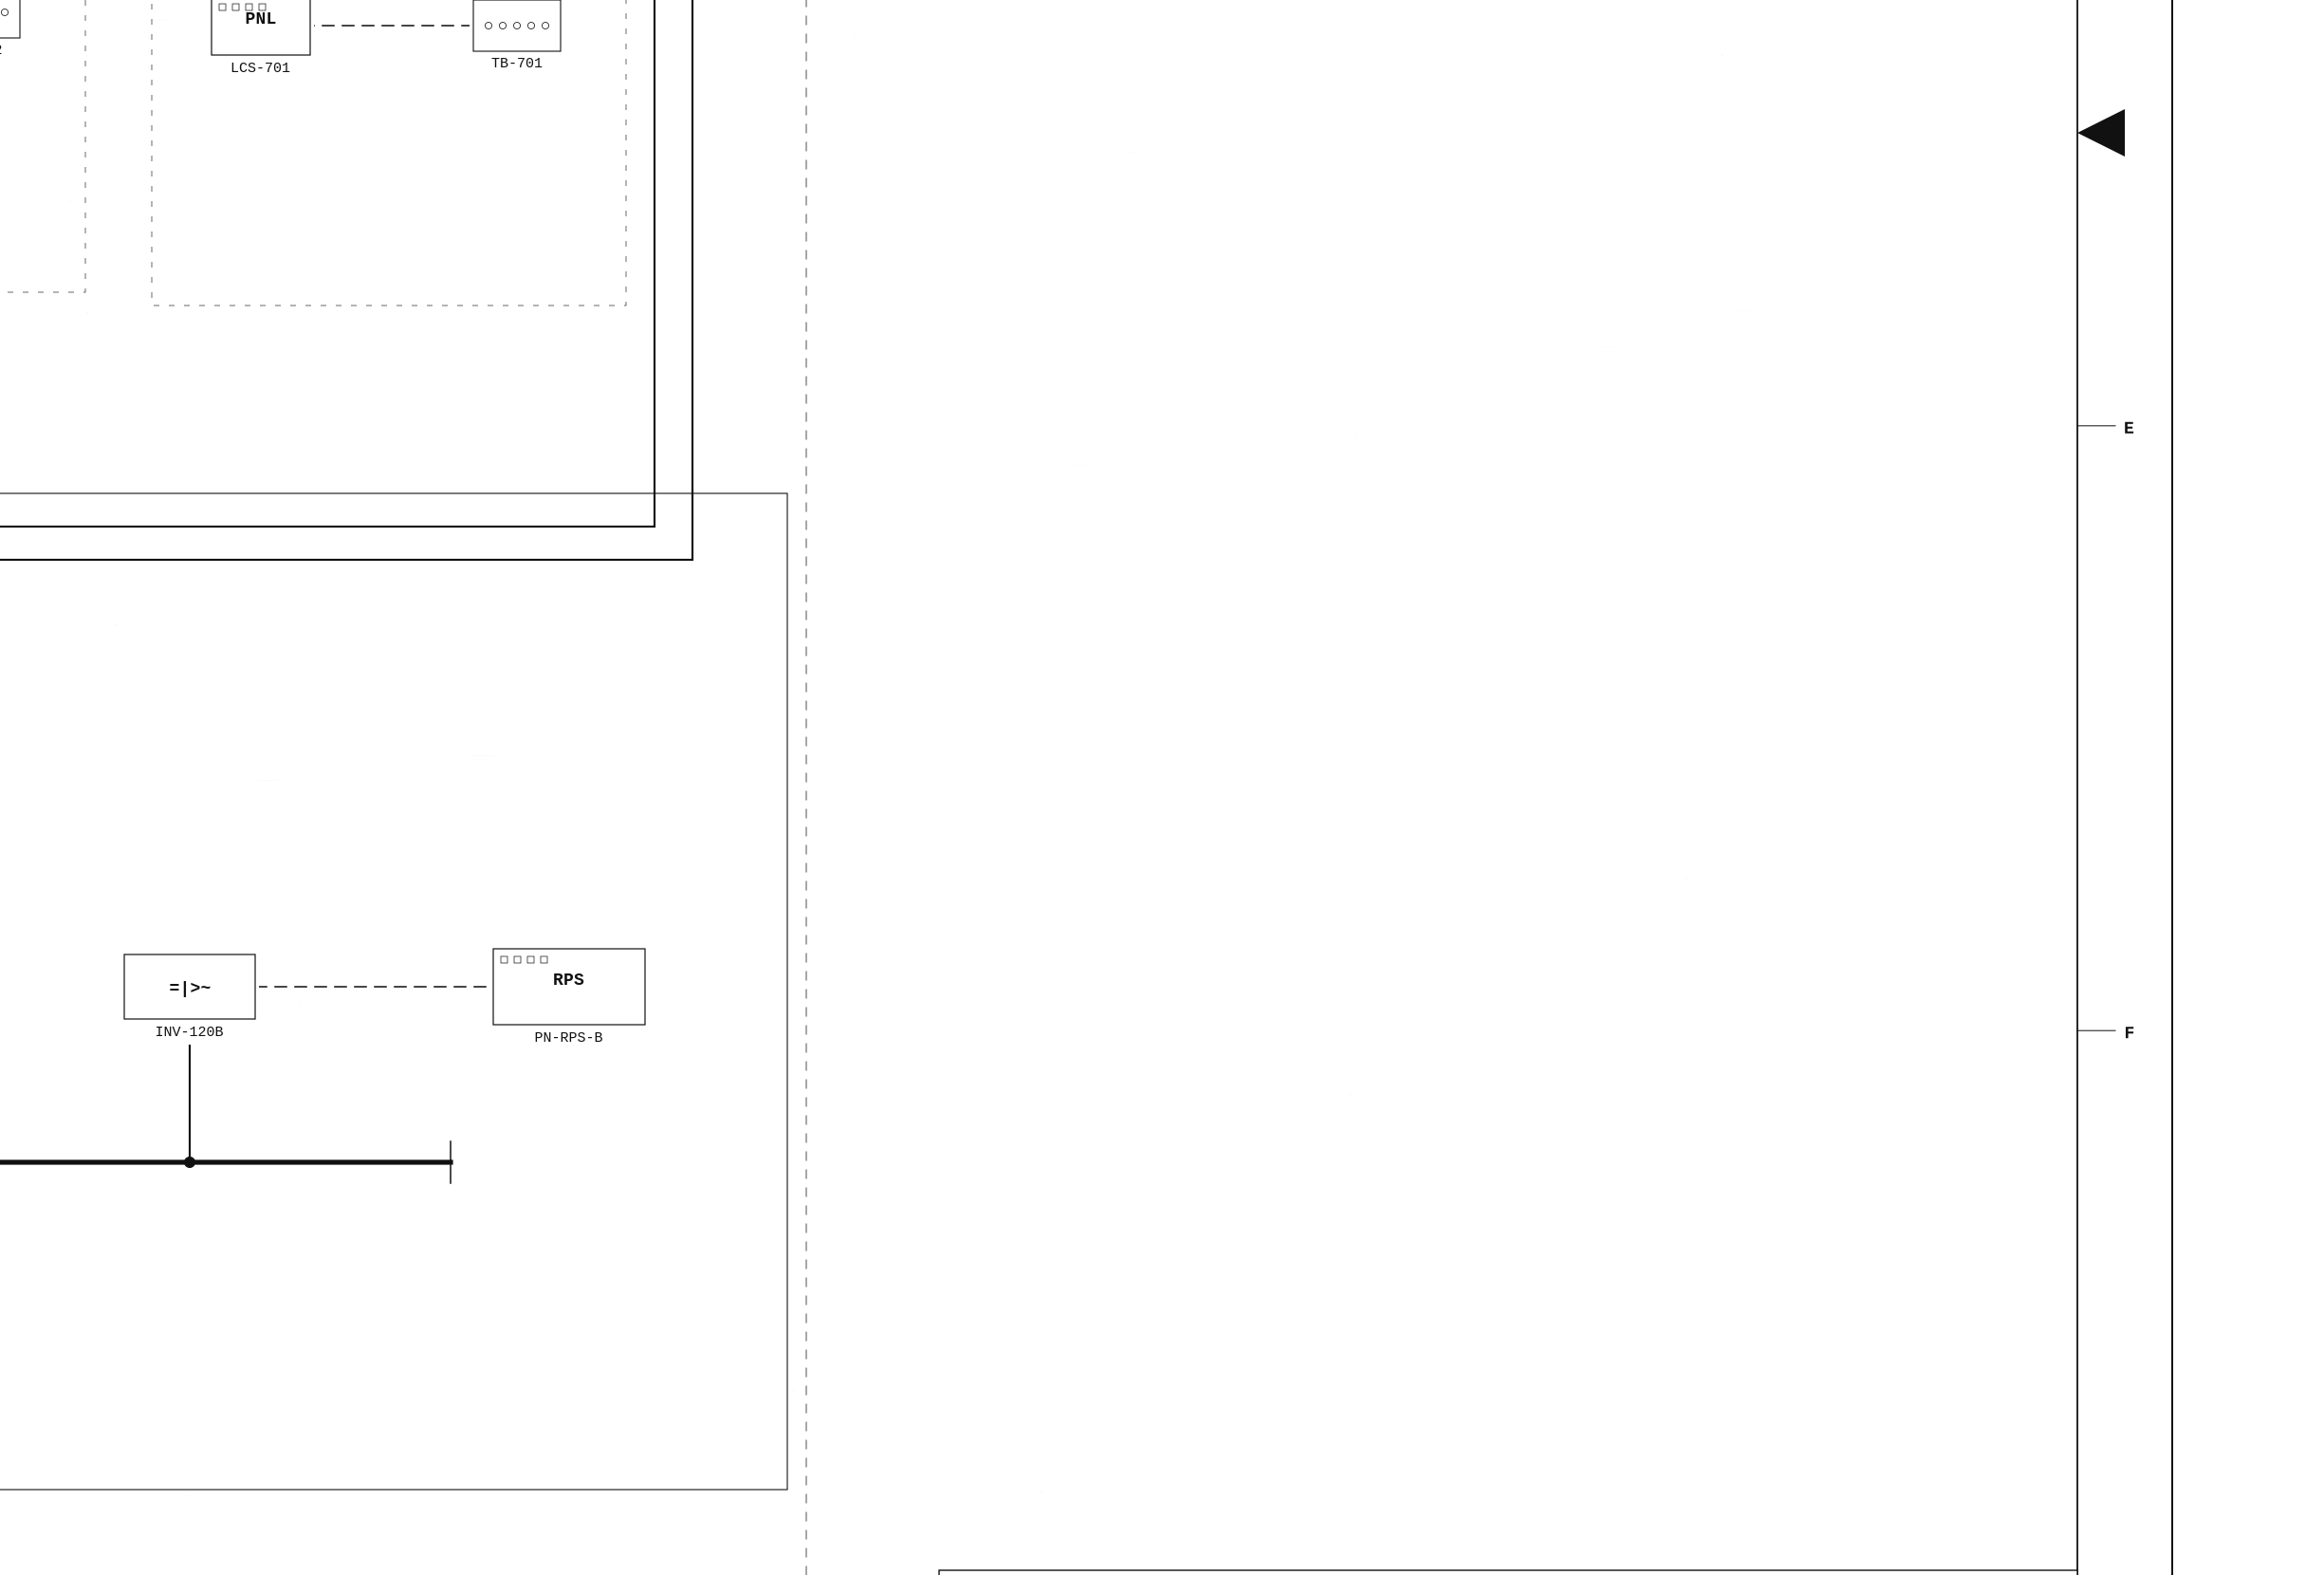 PNL
LCS-701
TB-701
E
=|>~
INV-120B
RPS
PN-RPS-B
F